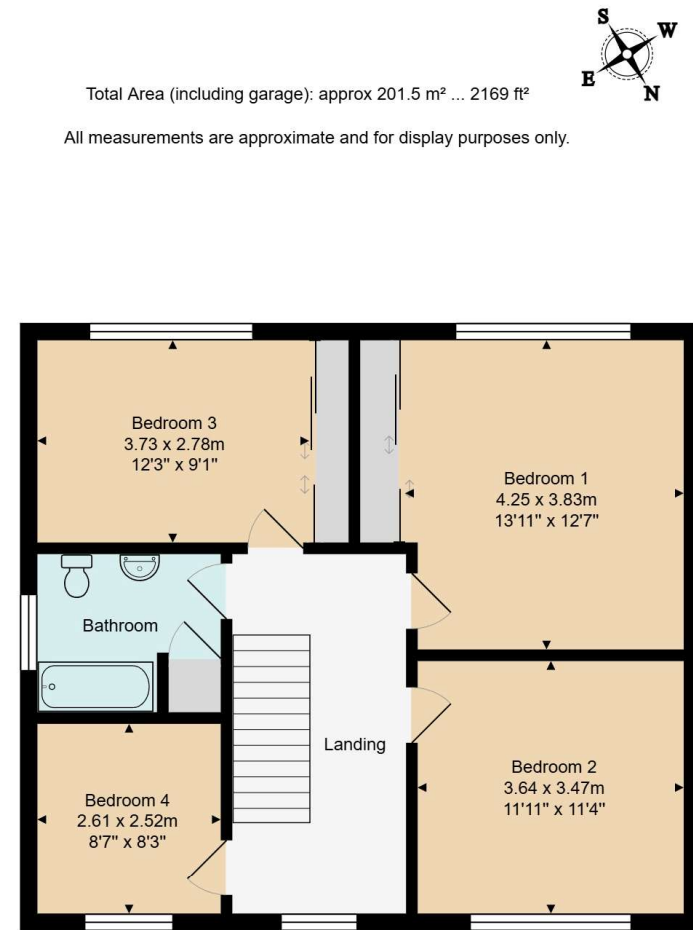 S
W
E
N
Total Area (including garage): approx 201.5 m² ... 2169 ft²
All measurements are approximate and for display purposes only.
Bedroom 3
3.73 x 2.78m
12'3" x 9'1"
Bedroom 1
4.25 x 3.83m
13'11" x 12'7"
Bathroom
Landing
Bedroom 2
3.64 x 3.47m
11'11" x 11'4"
Bedroom 4
2.61 x 2.52m
8'7" x 8'3"